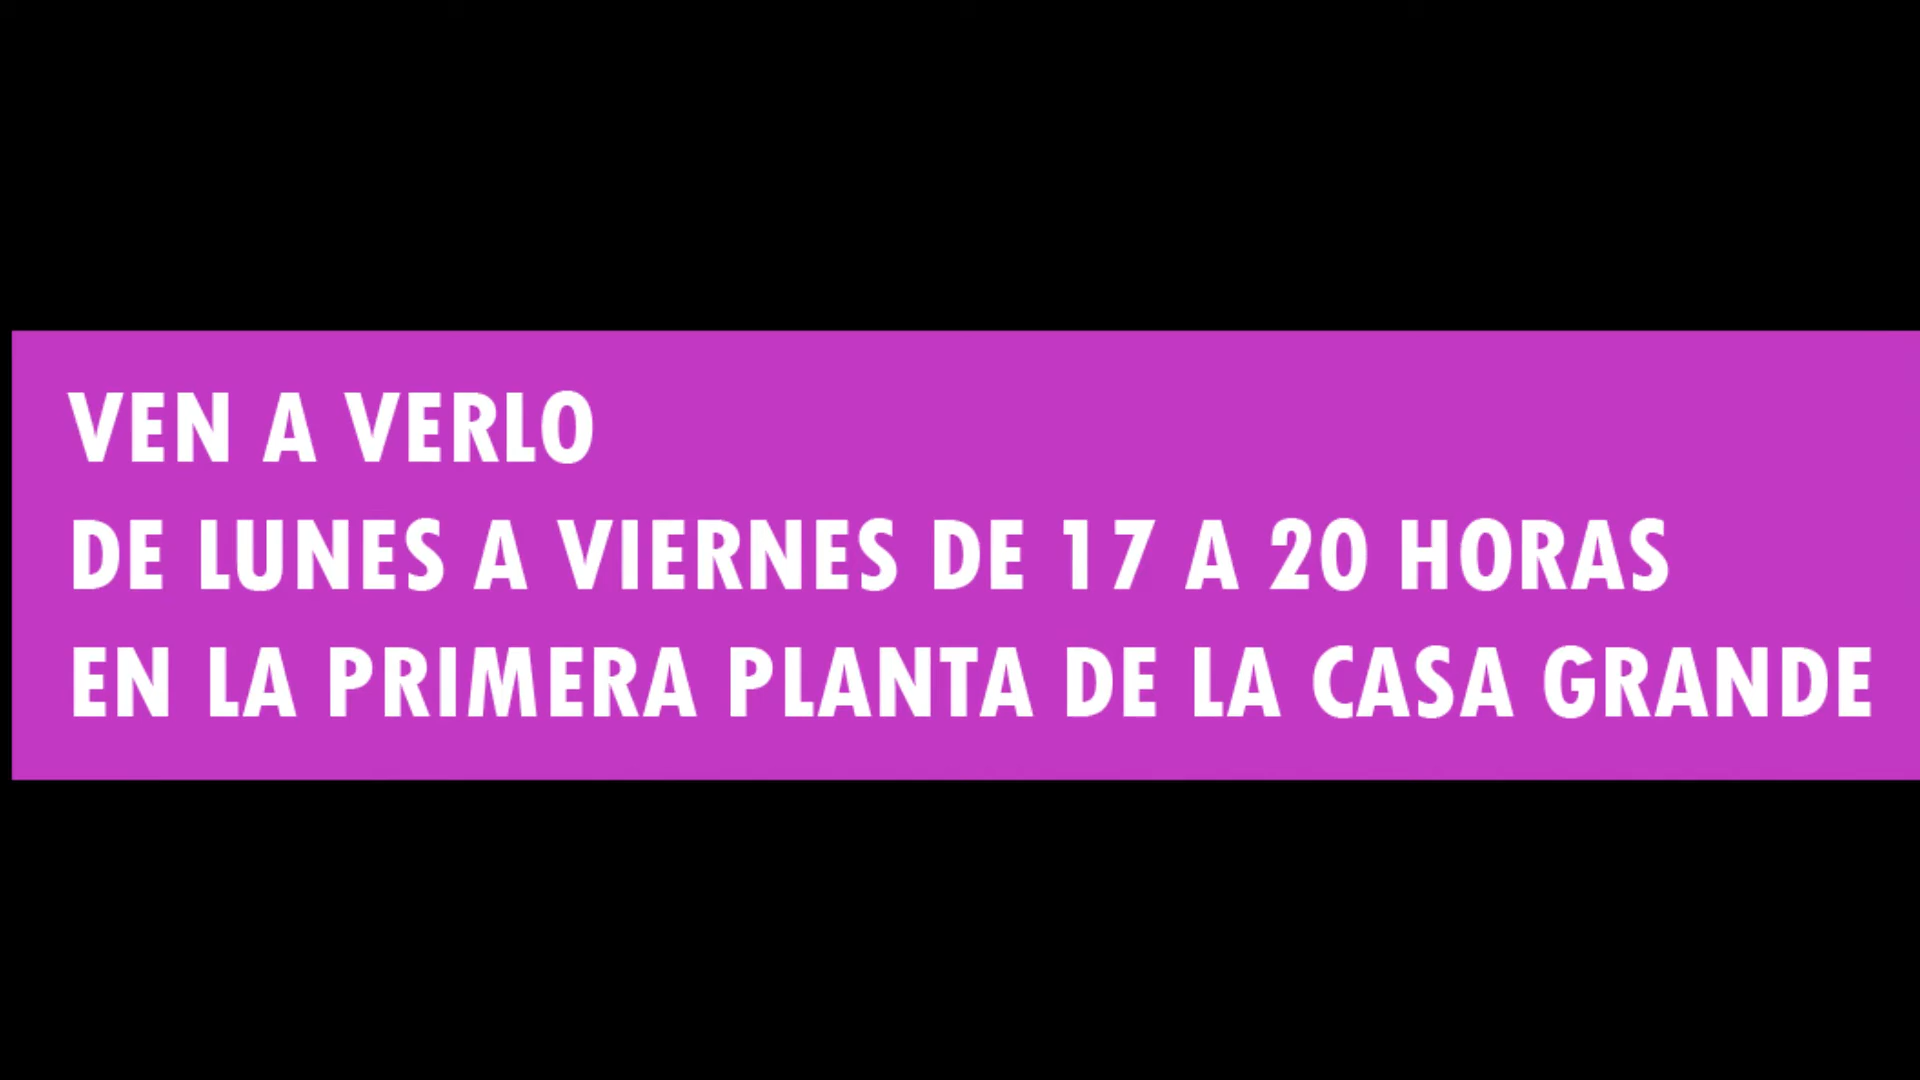 VEN A VERLO
DE LUNES A VIERNES DE 17 A 20 HORAS
EN LA PRIMERA PLANTA DE LA CASA GRANDE